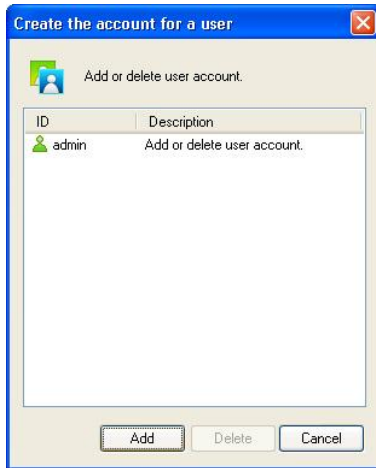 Create the account for a user
Add or delete user account.
ID Description
admin Add or delete user account.
Add Delete Cancel